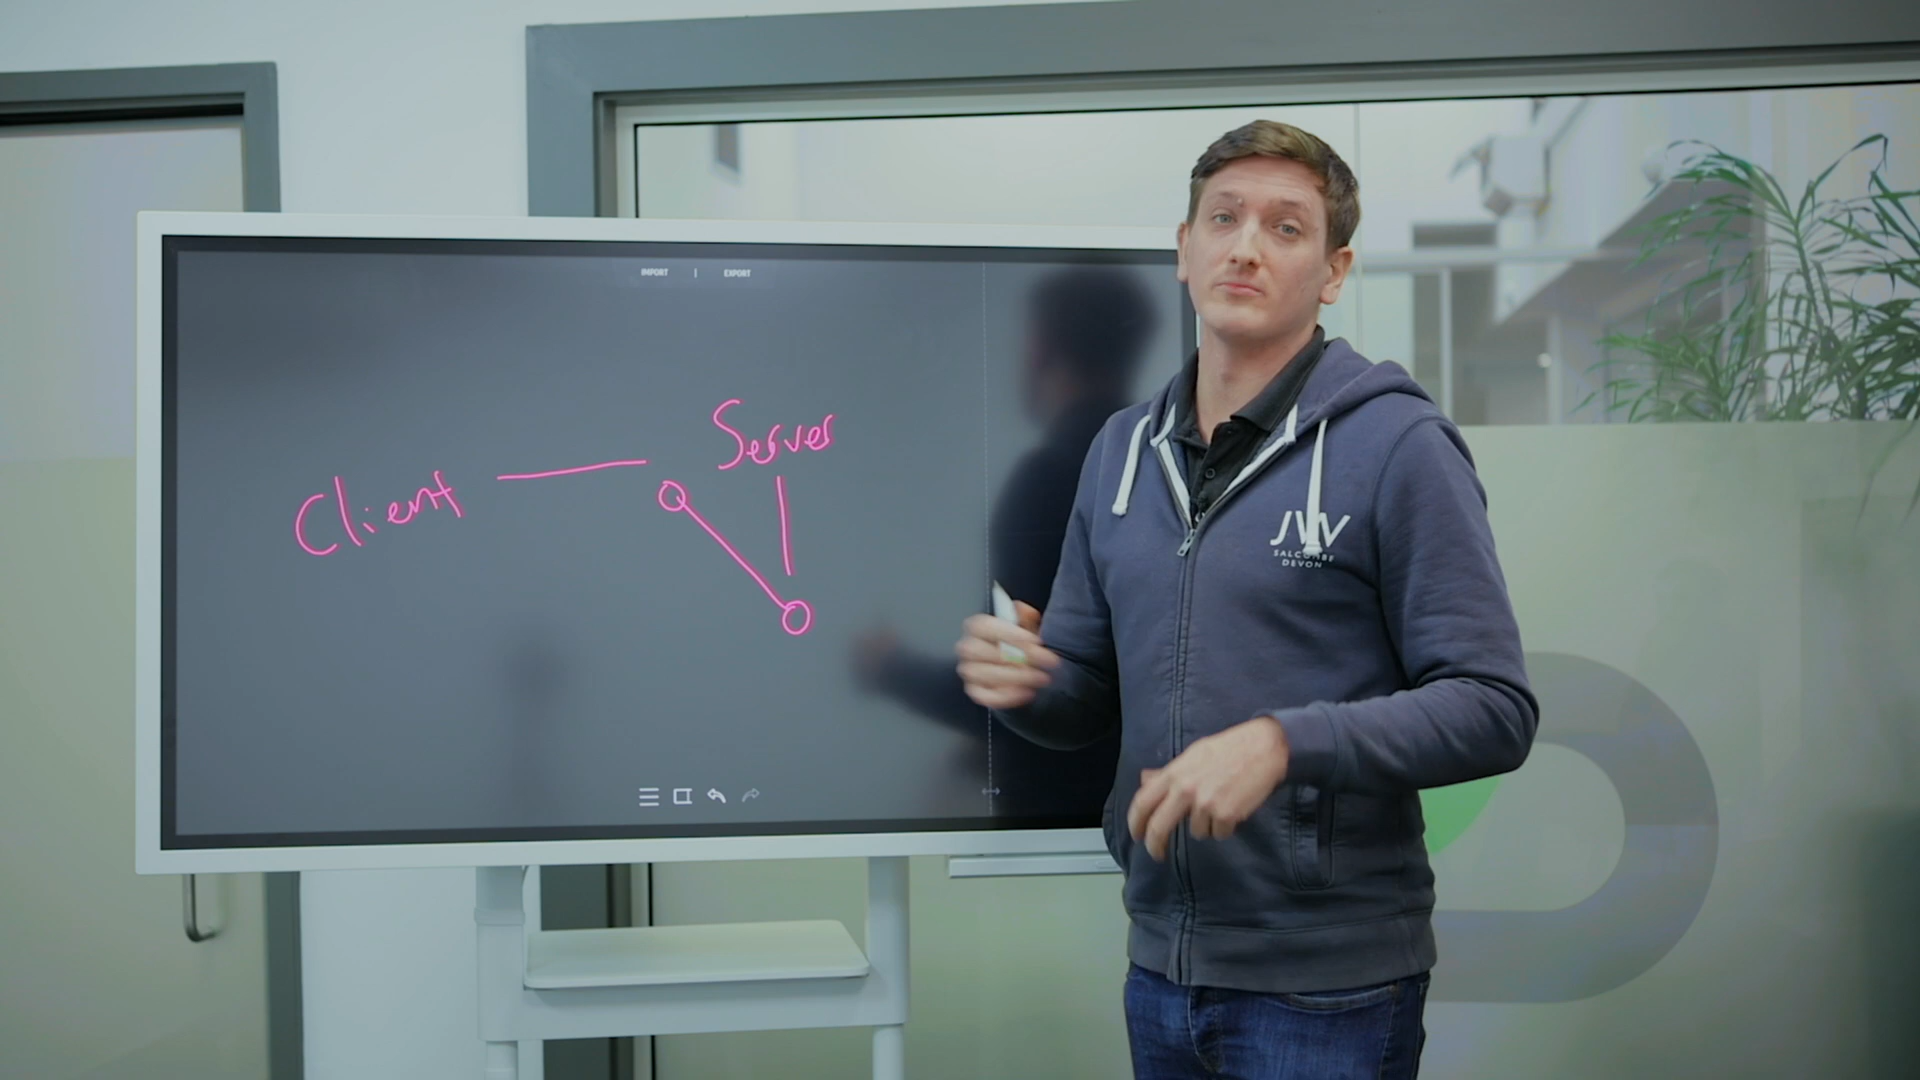 IMPORT | EXPORT
Server
Client
JW
SALCOMBE
DEVON